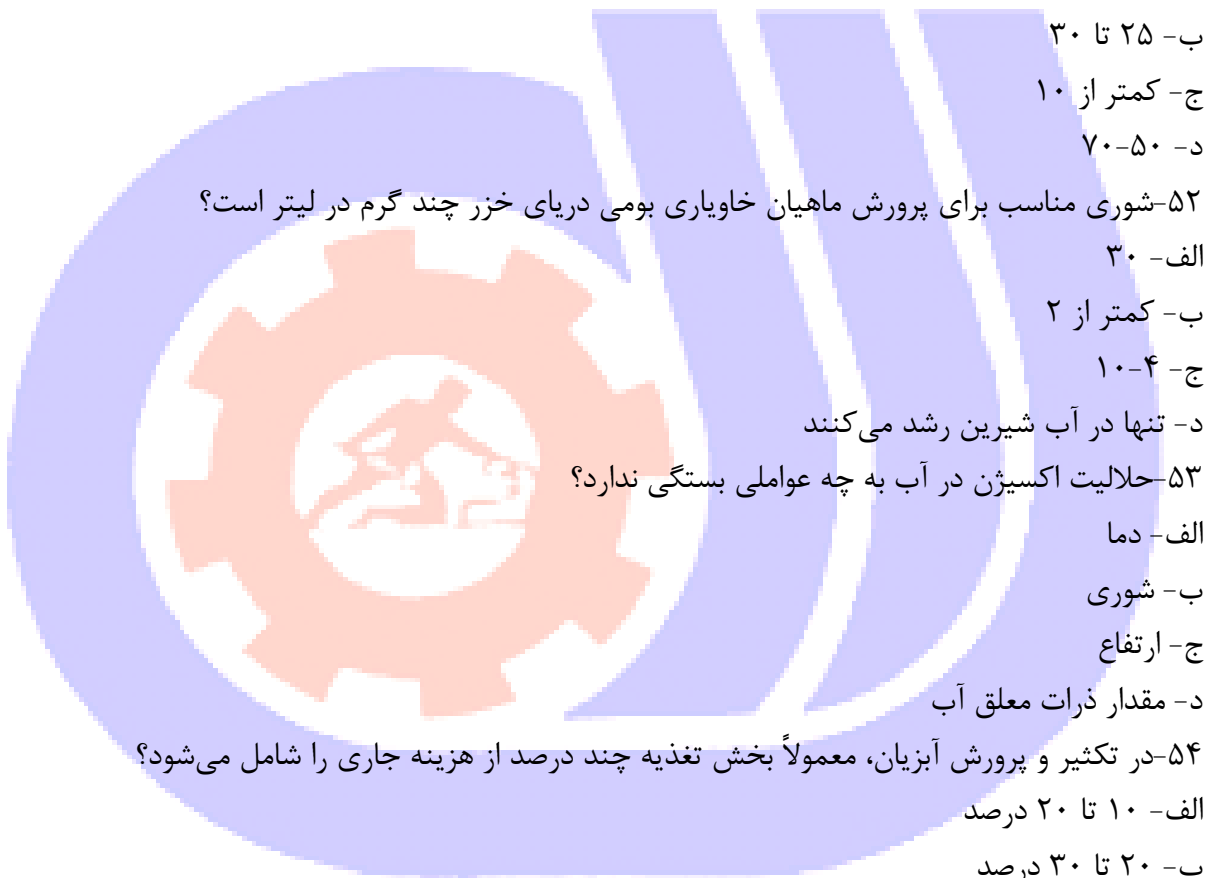 ب- ۲۵ تا ۳۰
ج- کمتر از ۱۰
د- ۵۰-۷۰
۵۲-شوری مناسب برای پرورش ماهیان خاویاری بومی دریای خزر چند گرم در لیتر است؟
الف- ۳۰
ب- کمتر از ۲
ج- ۴-۱۰
د- تنها در آب شیرین رشد می‌کنند
۵۳-حلالیت اکسیژن در آب به چه عواملی بستگی ندارد؟
الف- دما
ب- شوری
ج- ارتفاع
د- مقدار ذرات معلق آب
۵۴-در تکثیر و پرورش آبزیان، معمولاً بخش تغذیه چند درصد از هزینه جاری را شامل می‌شود؟
الف- ۱۰ تا ۲۰ درصد
ب- ۲۰ تا ۳۰ درصد